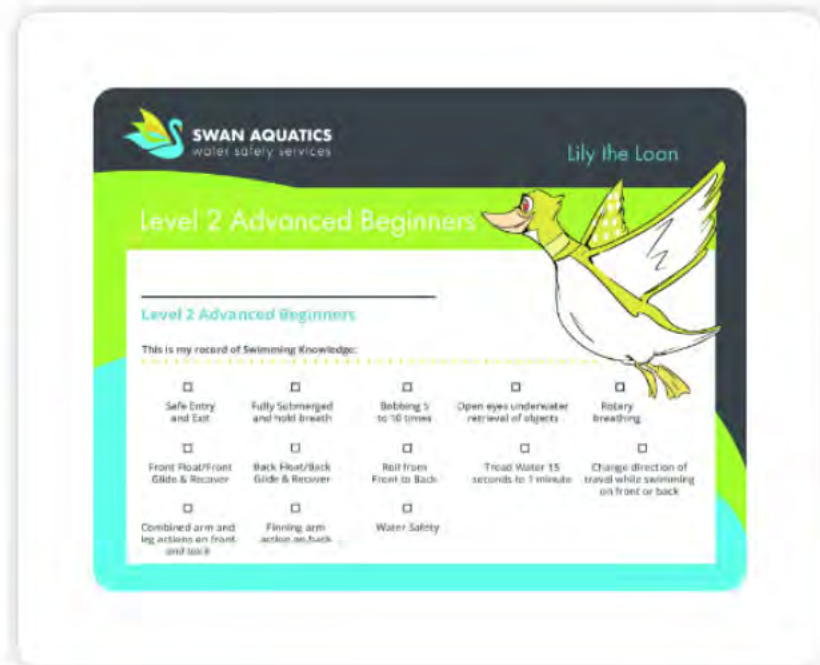 SWAN AQUATICS
water safety services
Lily the Loon
Level 2 Advanced Beginners
Level 2 Advanced Beginners
This is my record of Swimming Knowledge:
Safe Entry
and Exit
Fully Submerged
and hold breath
Bobbing 5
to 10 times
Open eyes underwater
retrieval of objects
Rotary
breathing
Front Float/Front
Glide & Recover
Back Float/Back
Glide & Recover
Roll from
Front to Back
Tread Water 15
seconds to 1 minute
Change direction of
travel while swimming
on front or back
Combined arm and
leg actions on front
and back
Finning arm
action on back
Water Safety